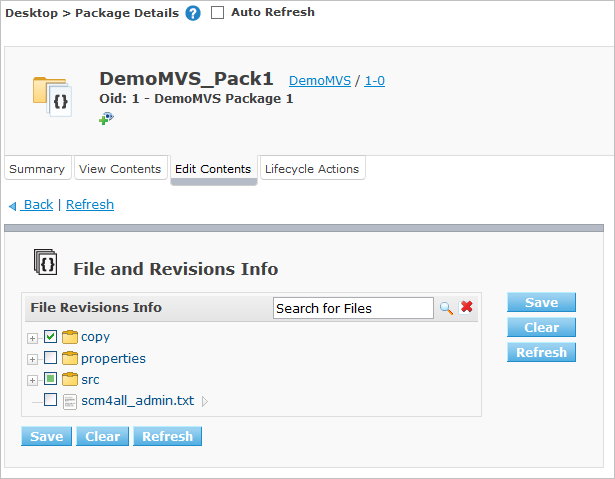 Desktop > Package Details ? Auto Refresh
DemoMVS_Pack1 DemoMVS / 1-0
Oid: 1 - DemoMVS Package 1
{}
Summary View Contents Edit Contents Lifecycle Actions
Back | Refresh
{} File and Revisions Info
File Revisions Info Search for Files
Save
copy
Clear
properties
Refresh
src
scm4all_admin.txt
Save Clear Refresh